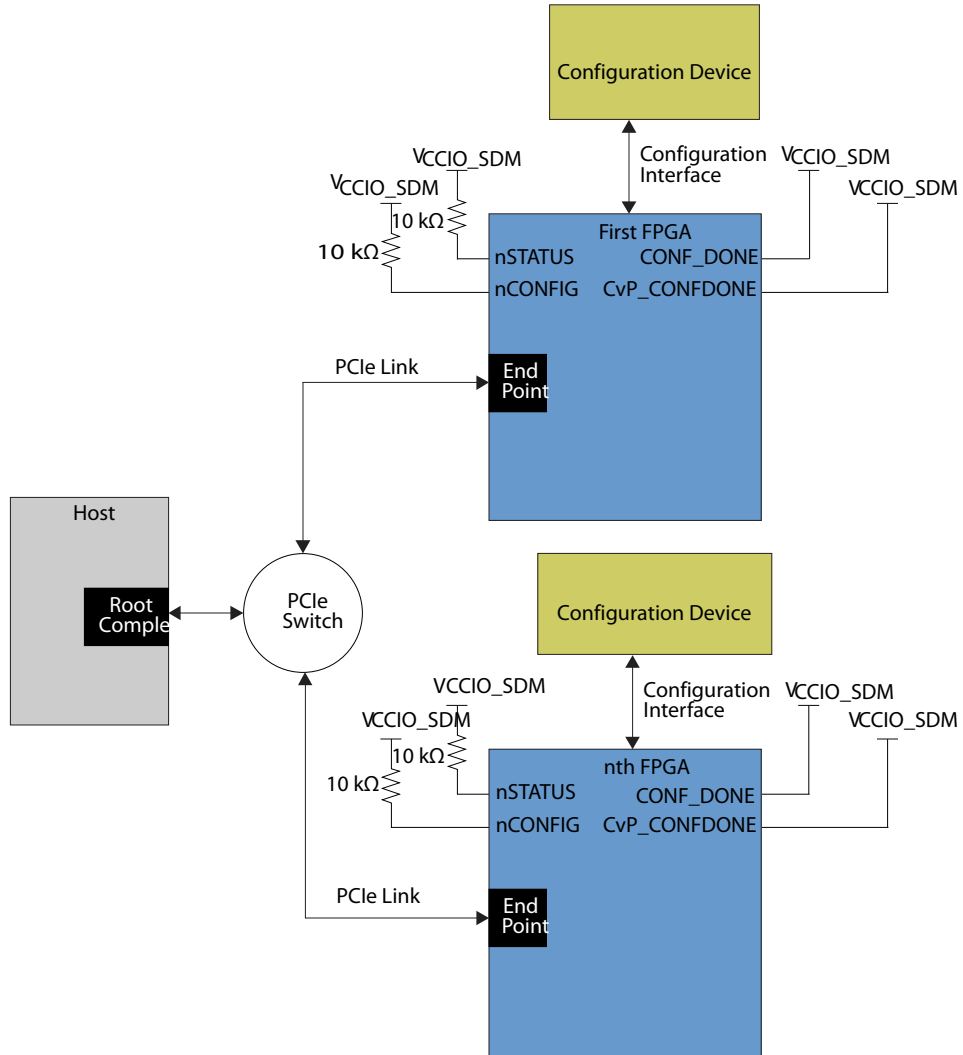 Configuration Device
Configuration
Interface
VCCIO_SDM
VCCIO_SDM
VCCIO_SDM
VCCIO_SDM
10 kΩ
10 kΩ
First FPGA
nSTATUS
CONF_DONE
nCONFIG
CvP_CONFDONE
PCIe Link
End
Point
Host
Root
Comple
PCIe
Switch
Configuration Device
Configuration
Interface
VCCIO_SDM
VCCIO_SDM
VCCIO_SDM
VCCIO_SDM
10 kΩ
10 kΩ
nth FPGA
nSTATUS
CONF_DONE
nCONFIG
CvP_CONFDONE
PCIe Link
End
Point